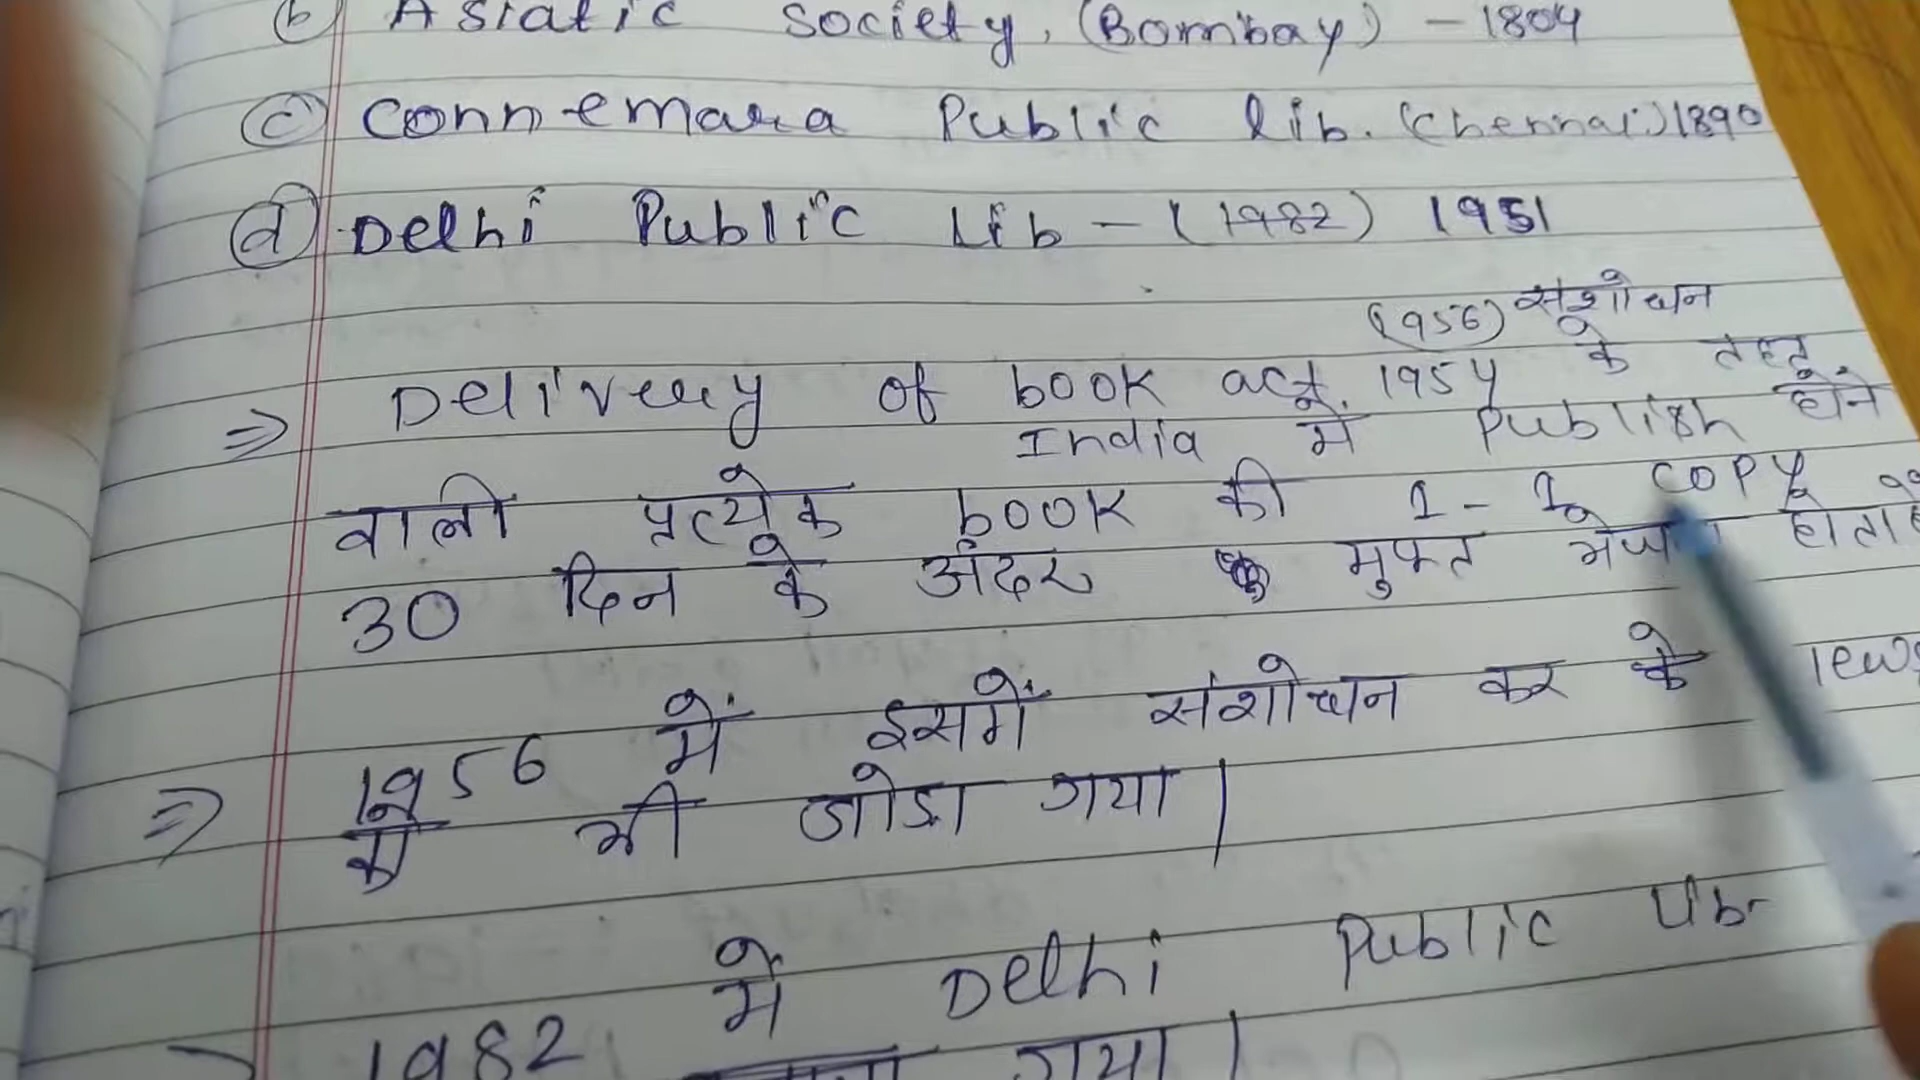 (b) Asiatic Society, (Bombay) - 1804
(c) Connemara Public lib. (Chennai) 1890
(d) Delhi Public Lib - (1982) 1951
(1956) संशोधन
⇒ Delivery of book act, 1954 के तहत
India मे Publish होने
वाली प्रत्येक book की 1-1 copy
30 दिन के अंदर मुफ्त भेजना होता है
⇒ 1956 में इसमें संशोधन कर के
को भी जोडा गया |
1982 में Delhi Public Lib-
गया |